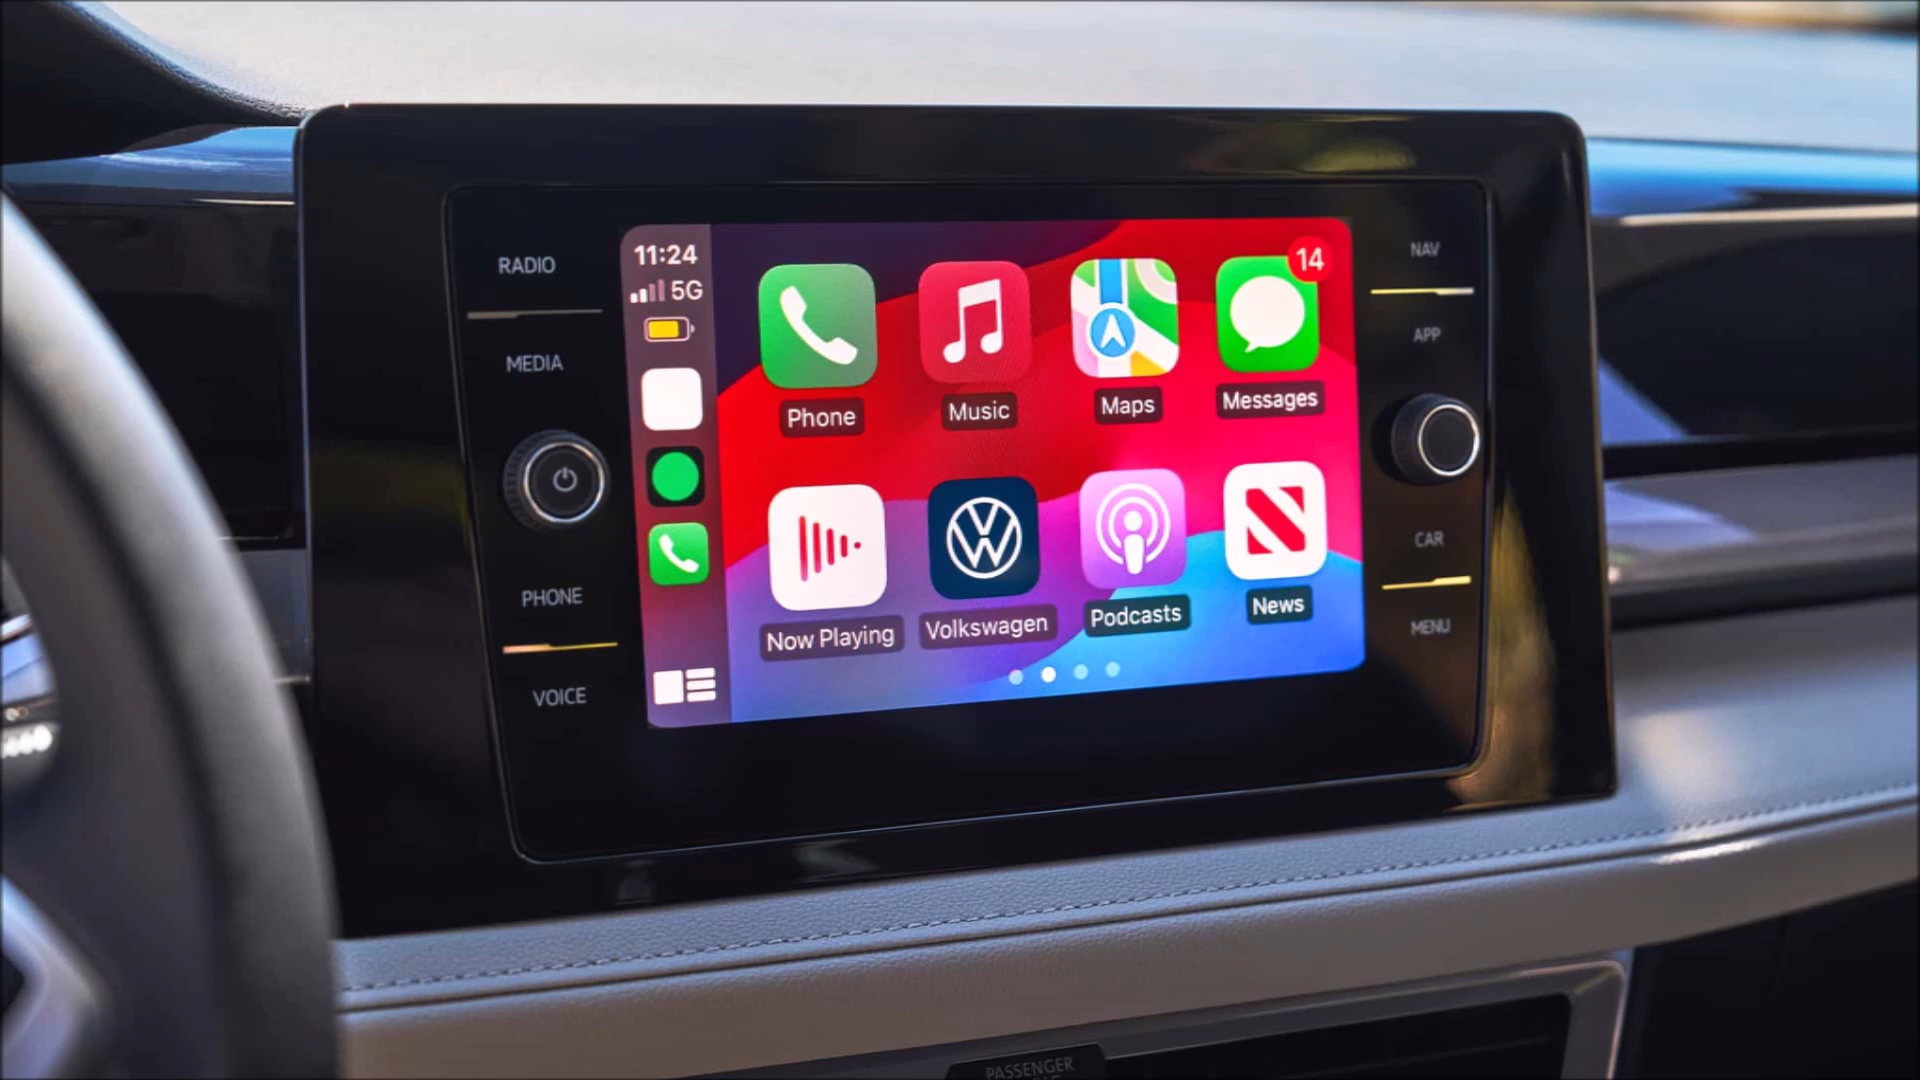 RADIO
MEDIA
PHONE
VOICE
11:24
5G
14
Phone
Music
Maps
Messages
Now Playing
Volkswagen
Podcasts
News
NAV
APP
CAR
MENU
PASSENGER